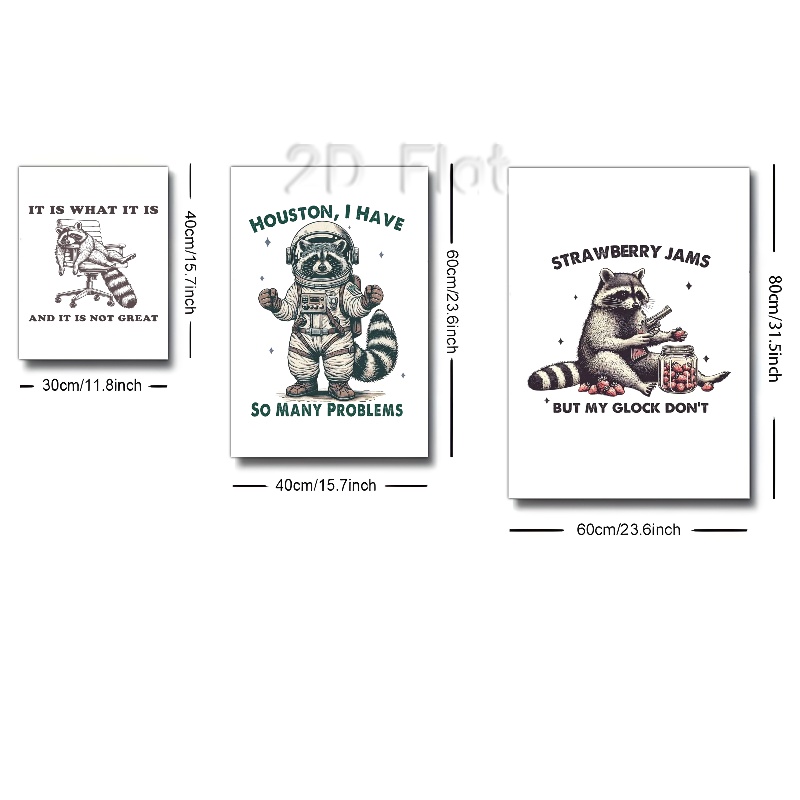 2D Flat
IT IS WHAT IT IS
AND IT IS NOT GREAT
40cm/15.7inch
30cm/11.8inch
HOUSTON, I HAVE
SO MANY PROBLEMS
60cm/23.6inch
40cm/15.7inch
STRAWBERRY JAMS
BUT MY GLOCK DON'T
80cm/31.5inch
60cm/23.6inch